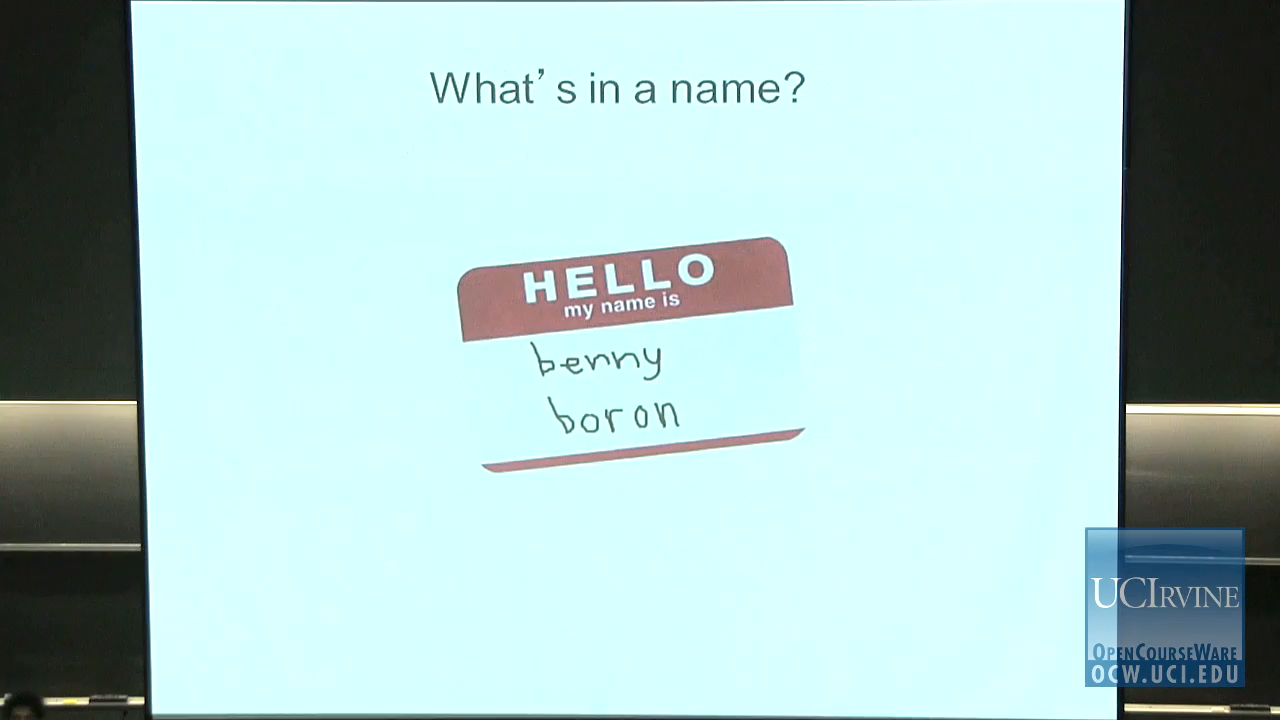 What's in a name?
HELLO
my name is
benny
boron
UCIRVINE
OPENCOURSEWARE
OCW.UCI.EDU